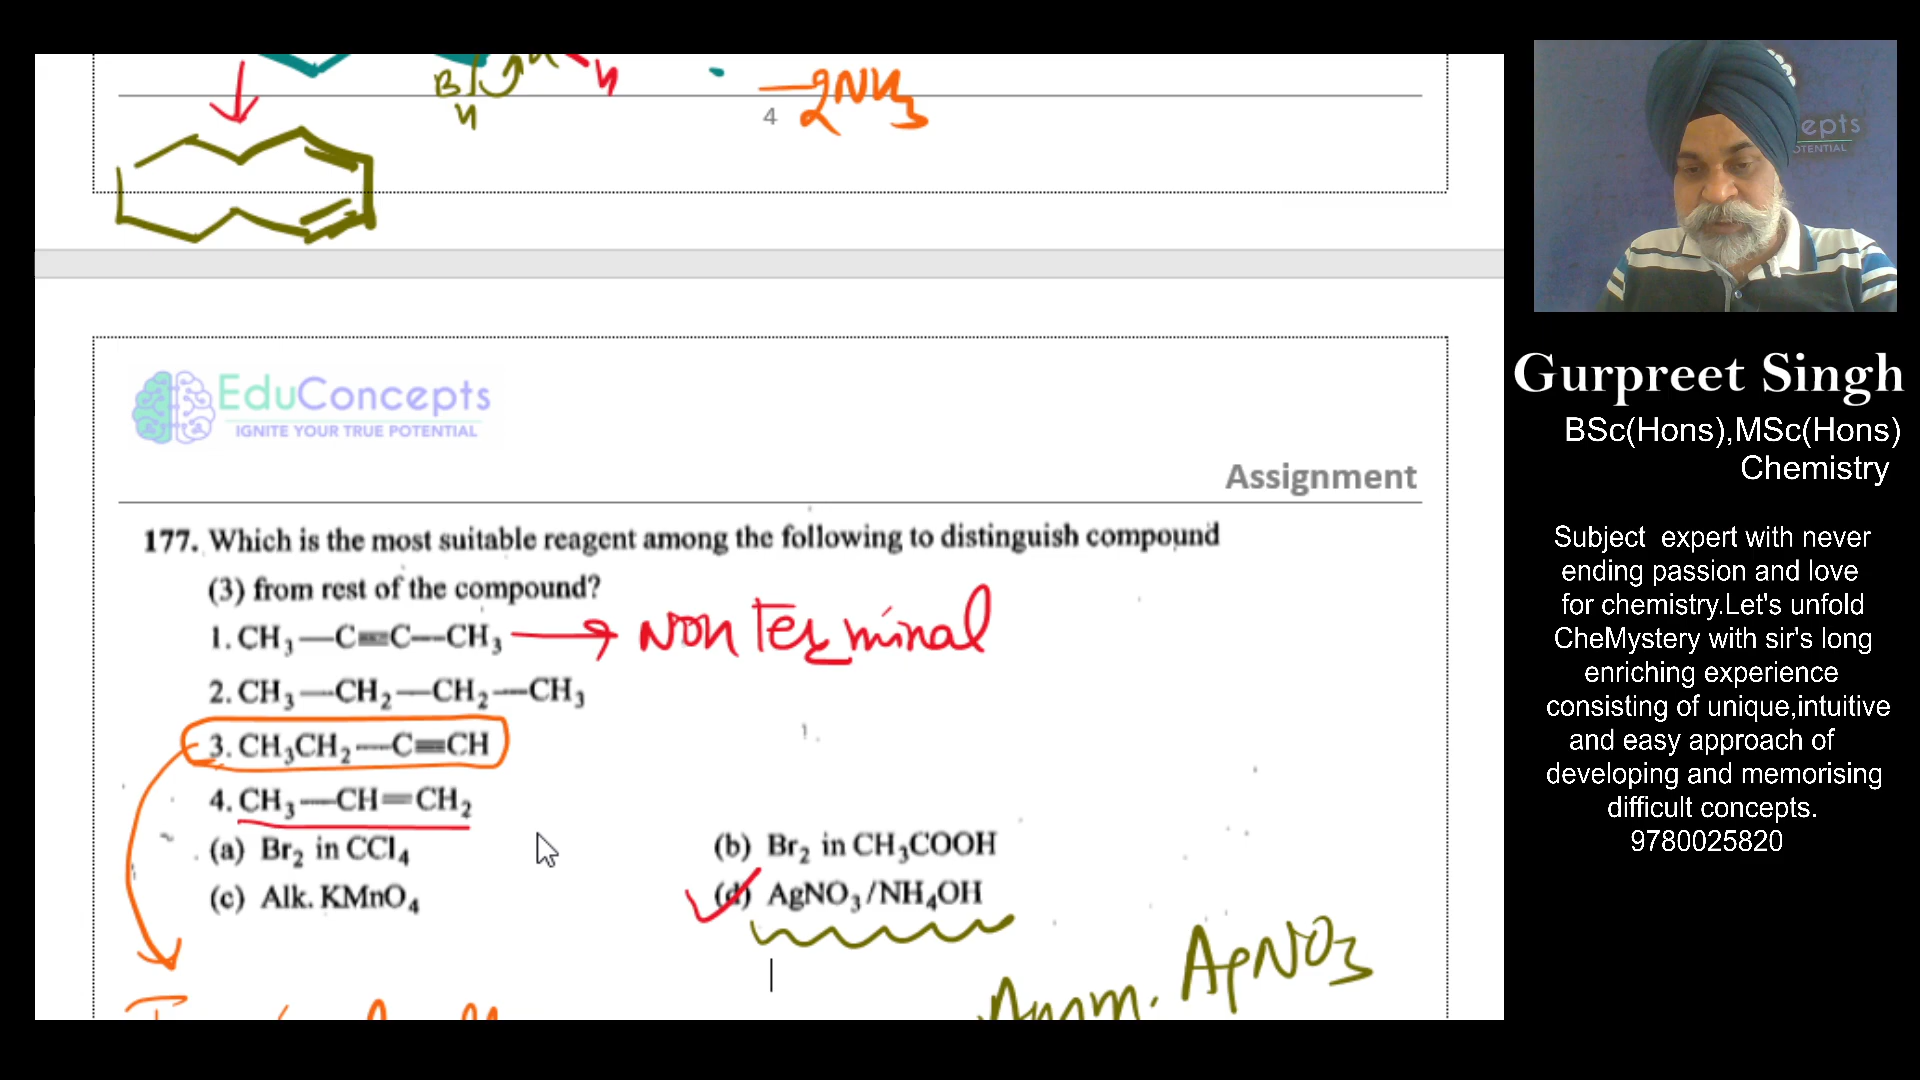 B
H
H
-2NH3
4
epts
OTENTIAL
EduConcepts
IGNITE YOUR TRUE POTENTIAL
Assignment
177. Which is the most suitable reagent among the following to distinguish compound
(3) from rest of the compound?
1. CH3—C≡C—CH3 → Non Terminal
2. CH3—CH2—CH2—CH3
3. CH3CH2—C≡CH
4. CH3—CH=CH2
(a) Br2 in CCl4
(b) Br2 in CH3COOH
(c) Alk. KMnO4
(d) AgNO3/NH4OH
Amm. AgNO3
Gurpreet Singh
BSc(Hons),MSc(Hons)
Chemistry
Subject expert with never
ending passion and love
for chemistry.Let's unfold
CheMystery with sir's long
enriching experience
consisting of unique,intuitive
and easy approach of
developing and memorising
difficult concepts.
9780025820